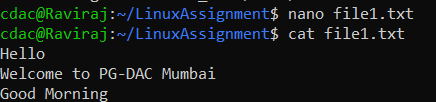 cdac@Raviraj:~/LinuxAssignment$ nano file1.txt
cdac@Raviraj:~/LinuxAssignment$ cat file1.txt
Hello
Welcome to PG-DAC Mumbai
Good Morning